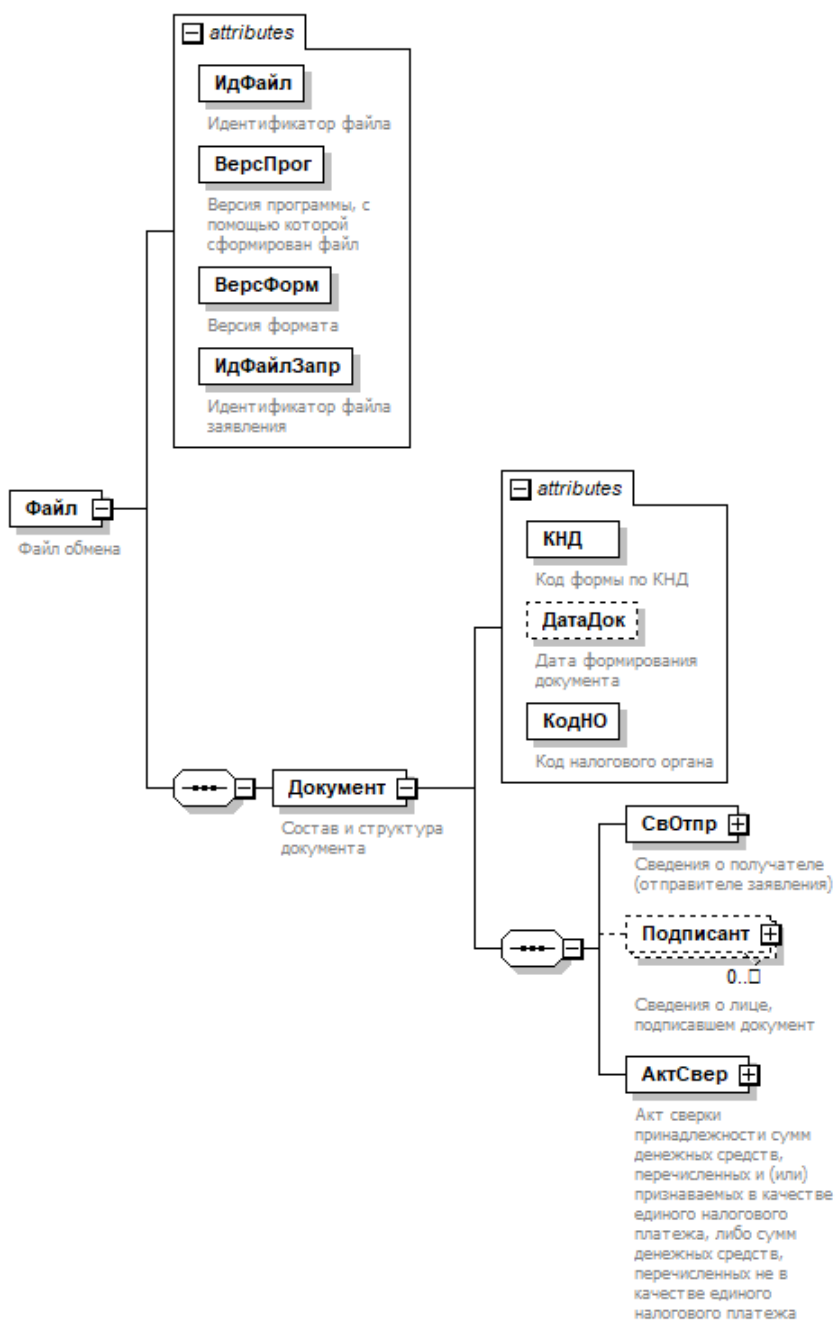 attributes
ИдФайл
Идентификатор файла
ВерсПрог
Версия программы, с
помощью которой
сформирован файл
ВерсФорм
Версия формата
ИдФайлЗапр
Идентификатор файла
заявления
Файл
Файл обмена
attributes
КНД
Код формы по КНД
ДатаДок
Дата формирования
документа
КодНО
Код налогового органа
Документ
Состав и структура
документа
СвОтпр
Сведения о получателе
(отправителе заявления)
Подписант
0..□
Сведения о лице,
подписавшем документ
АктСвер
Акт сверки
принадлежности сумм
денежных средств,
перечисленных и (или)
признаваемых в качестве
единого налогового
платежа, либо сумм
денежных средств,
перечисленных не в
качестве единого
налогового платежа